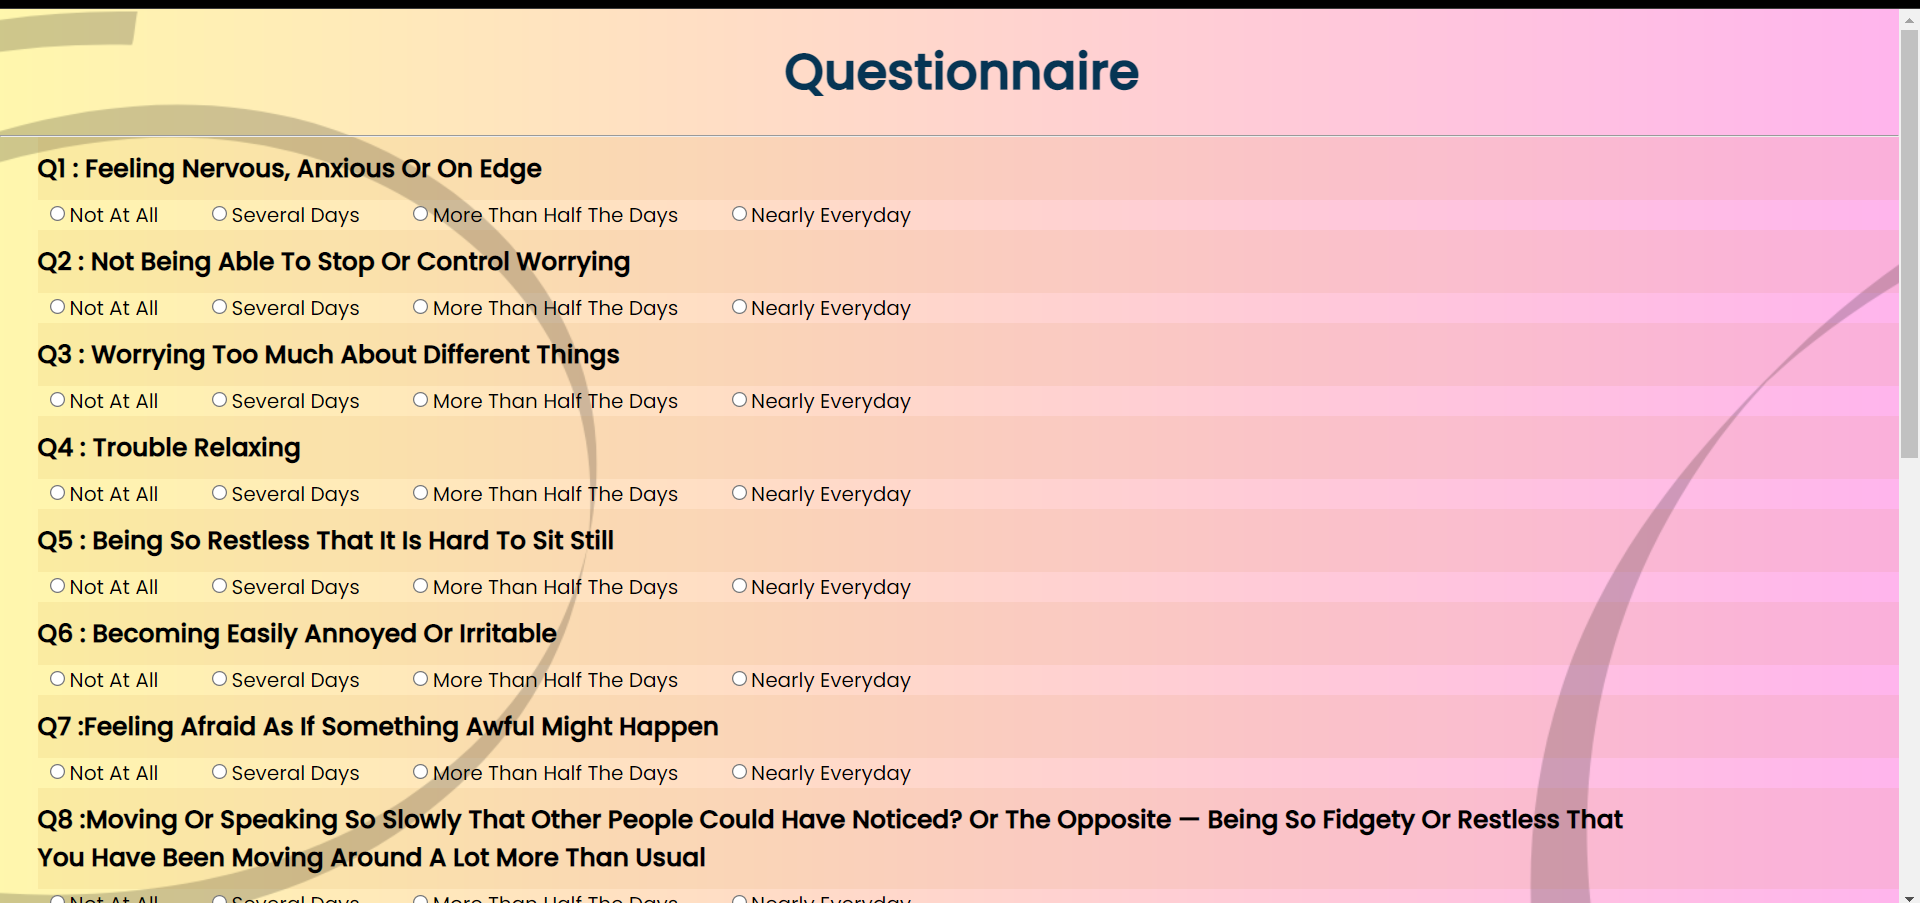 Questionnaire
Q1 : Feeling Nervous, Anxious Or On Edge
Not At All Several Days More Than Half The Days Nearly Everyday
Q2 : Not Being Able To Stop Or Control Worrying
Not At All Several Days More Than Half The Days Nearly Everyday
Q3 : Worrying Too Much About Different Things
Not At All Several Days More Than Half The Days Nearly Everyday
Q4 : Trouble Relaxing
Not At All Several Days More Than Half The Days Nearly Everyday
Q5 : Being So Restless That It Is Hard To Sit Still
Not At All Several Days More Than Half The Days Nearly Everyday
Q6 : Becoming Easily Annoyed Or Irritable
Not At All Several Days More Than Half The Days Nearly Everyday
Q7 :Feeling Afraid As If Something Awful Might Happen
Not At All Several Days More Than Half The Days Nearly Everyday
Q8 :Moving Or Speaking So Slowly That Other People Could Have Noticed? Or The Opposite — Being So Fidgety Or Restless That
You Have Been Moving Around A Lot More Than Usual
Not At All Several Days More Than Half The Days Nearly Everyday